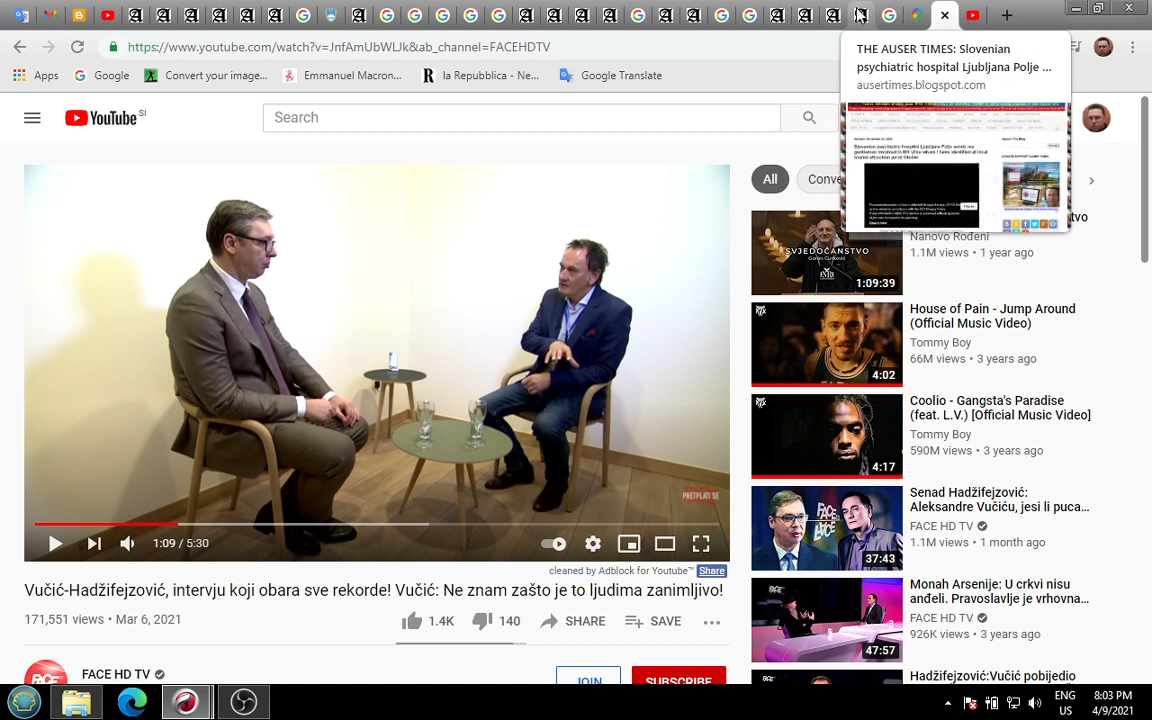 https://www.youtube.com/watch?v=JnfAmUbWLJk&ab_channel=FACEHDTV
THE AUSER TIMES: Slovenian
psychiatric hospital Ljubljana Polje ...
ausertimes.blogspot.com
Apps
Google
Convert your image...
Emmanuel Macron...
la Repubblica - Ne...
Google Translate
YouTube SI
Search
All
Conve
SVJEDOČANSTVO
1:09:39
stvo
Nanovo Rođeni
1.1M views • 1 year ago
4:02
House of Pain - Jump Around
(Official Music Video)
Tommy Boy
66M views • 3 years ago
4:17
Coolio - Gangsta's Paradise
(feat. L.V.) [Official Music Video]
Tommy Boy
590M views • 3 years ago
FACE
37:43
Senad Hadžifejzović:
Aleksandre Vučiću, jesi li puca...
FACE HD TV
1.1M views • 1 month ago
47:57
Monah Arsenije: U crkvi nisu
anđeli. Pravoslavlje je vrhovna...
FACE HD TV
926K views • 3 years ago
Hadžifejzović:Vučić pobijedio
PRETPLATI SE
1:09 / 5:30
cleaned by Adblock for Youtube™ Share
Vučić-Hadžifejzović, intervju koji obara sve rekorde! Vučić: Ne znam zašto je to ljudima zanimljivo!
171,551 views • Mar 6, 2021
1.4K
140
SHARE
SAVE
FACE
FACE HD TV
JOIN
SUBSCRIBE
ENG
US
8:03 PM
4/9/2021